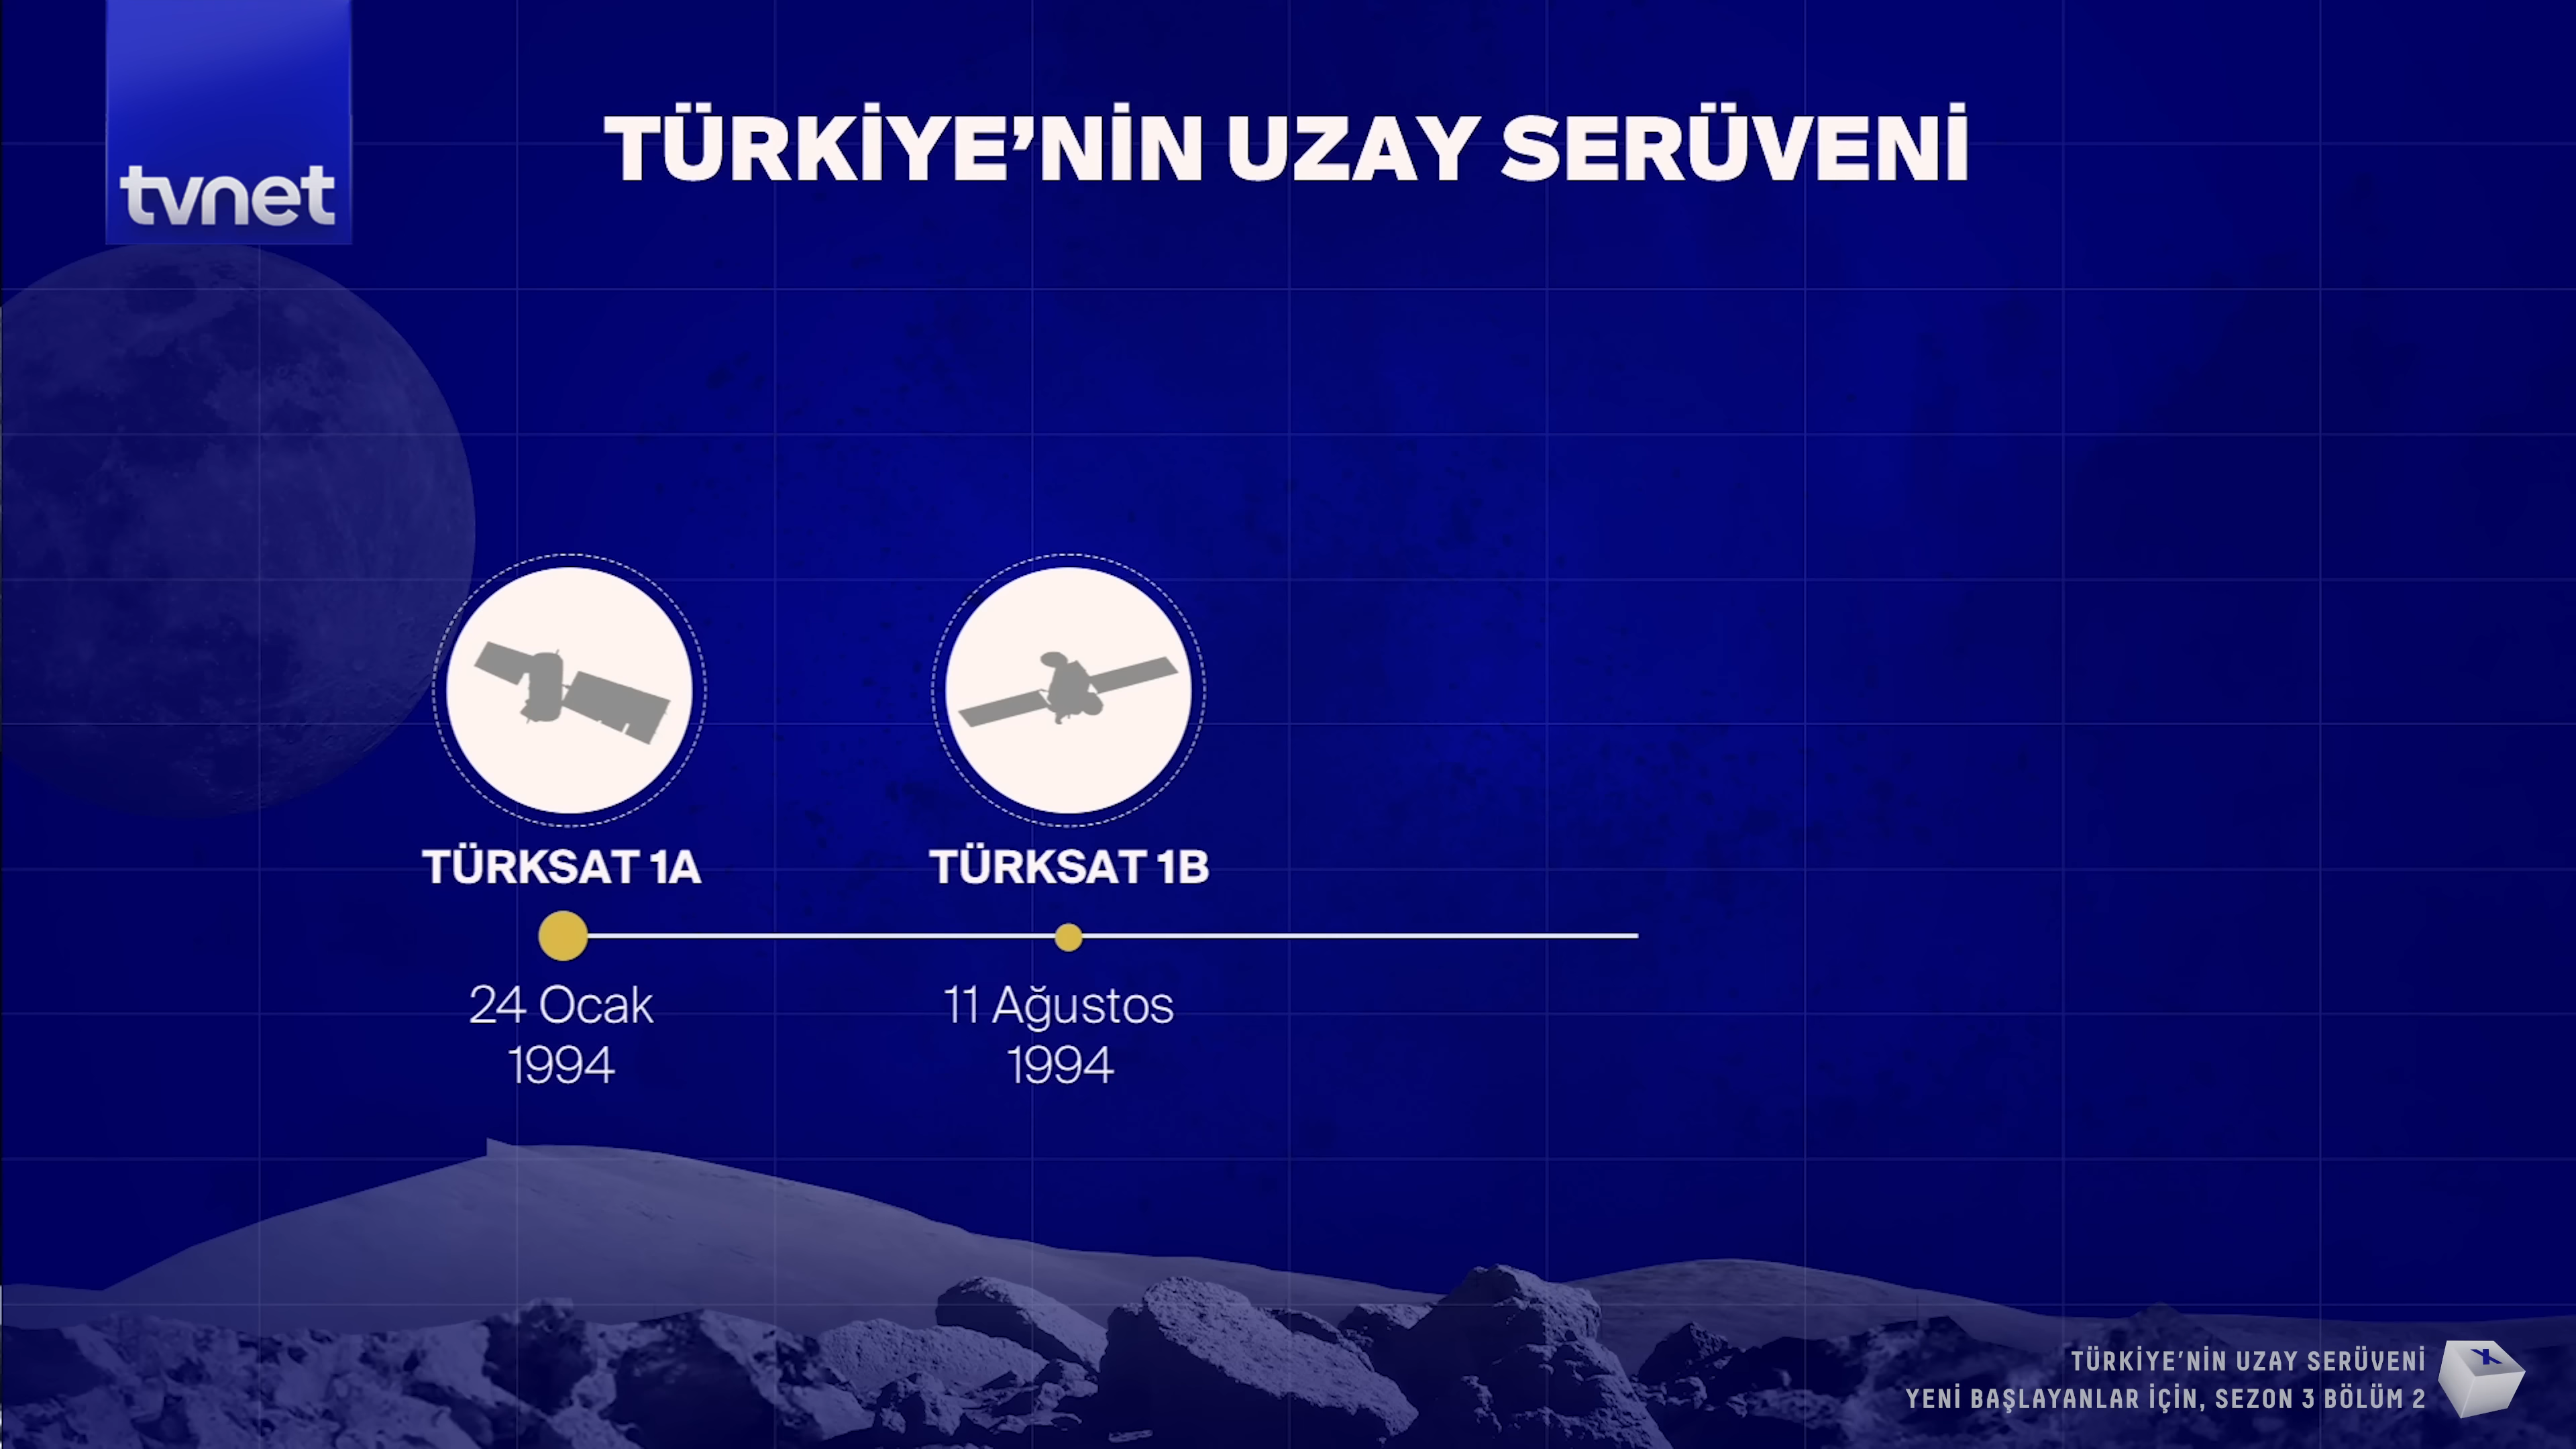 tvnet
TÜRKİYE’NİN UZAY SERÜVENİ
TÜRKSAT 1A
TÜRKSAT 1B
24 Ocak
1994
11 Ağustos
1994
TÜRKİYE’NİN UZAY SERÜVENİ
YENİ BAŞLAYANLAR İÇİN, SEZON 3 BÖLÜM 2